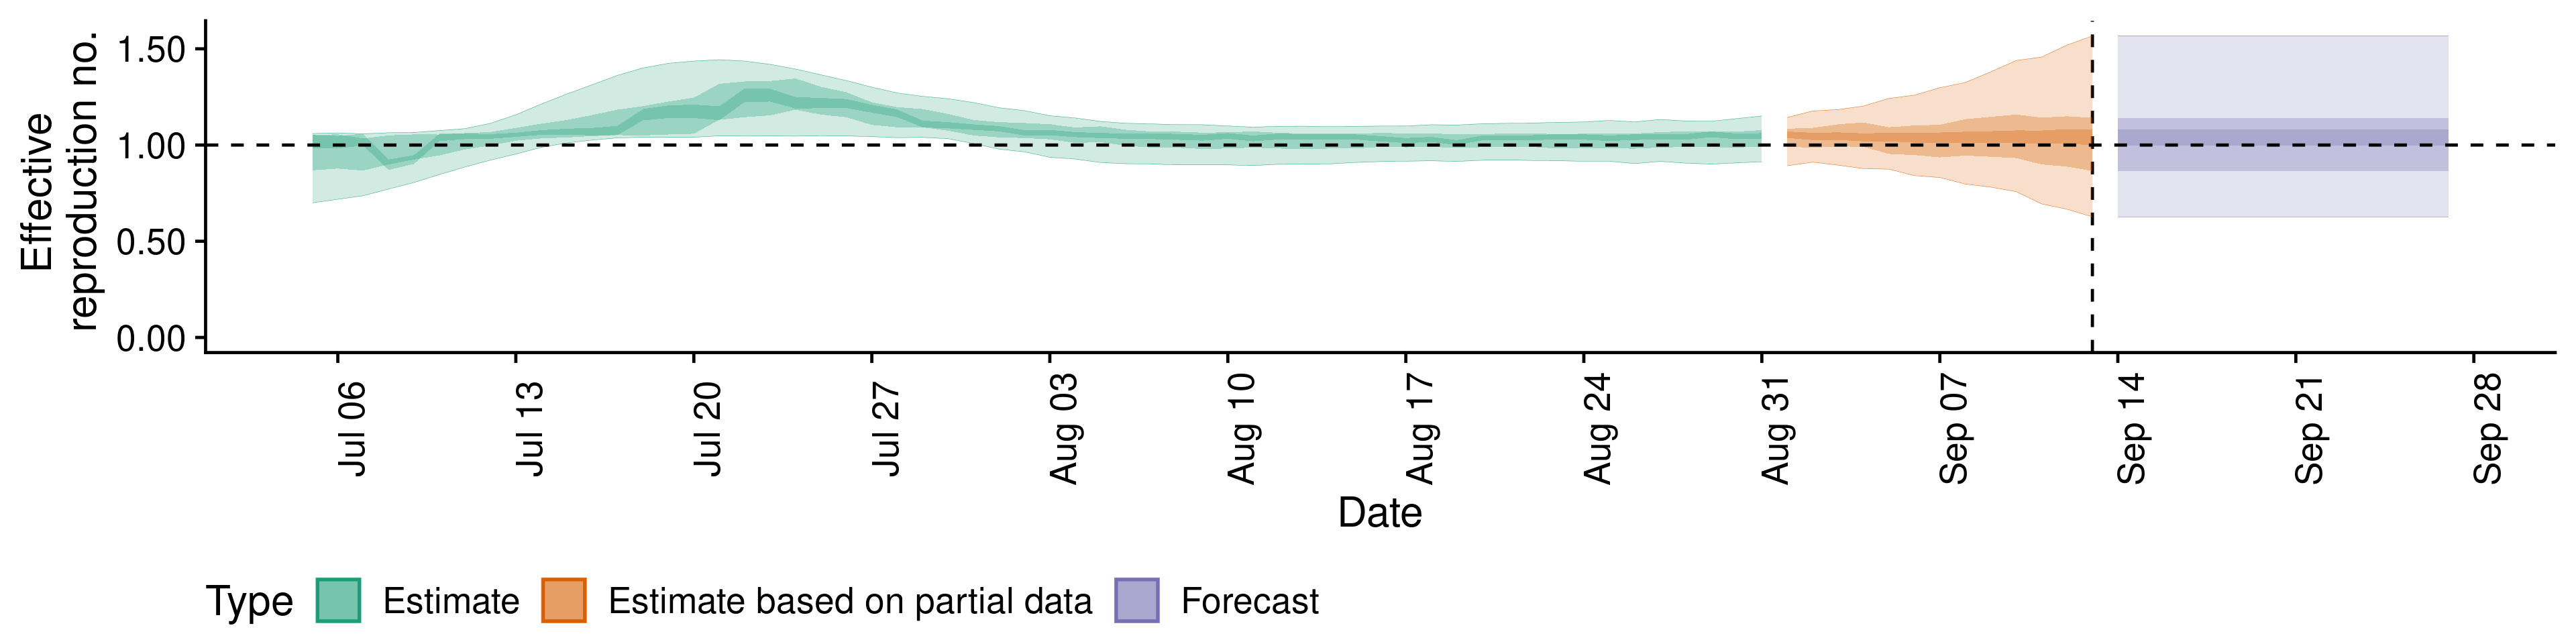 Effective
reproduction no.
1.50
1.00
0.50
0.00
Jul 06
Jul 13
Jul 20
Jul 27
Aug 03
Aug 10
Aug 17
Aug 24
Aug 31
Sep 07
Sep 14
Sep 21
Sep 28
Date
Type Estimate Estimate based on partial data Forecast